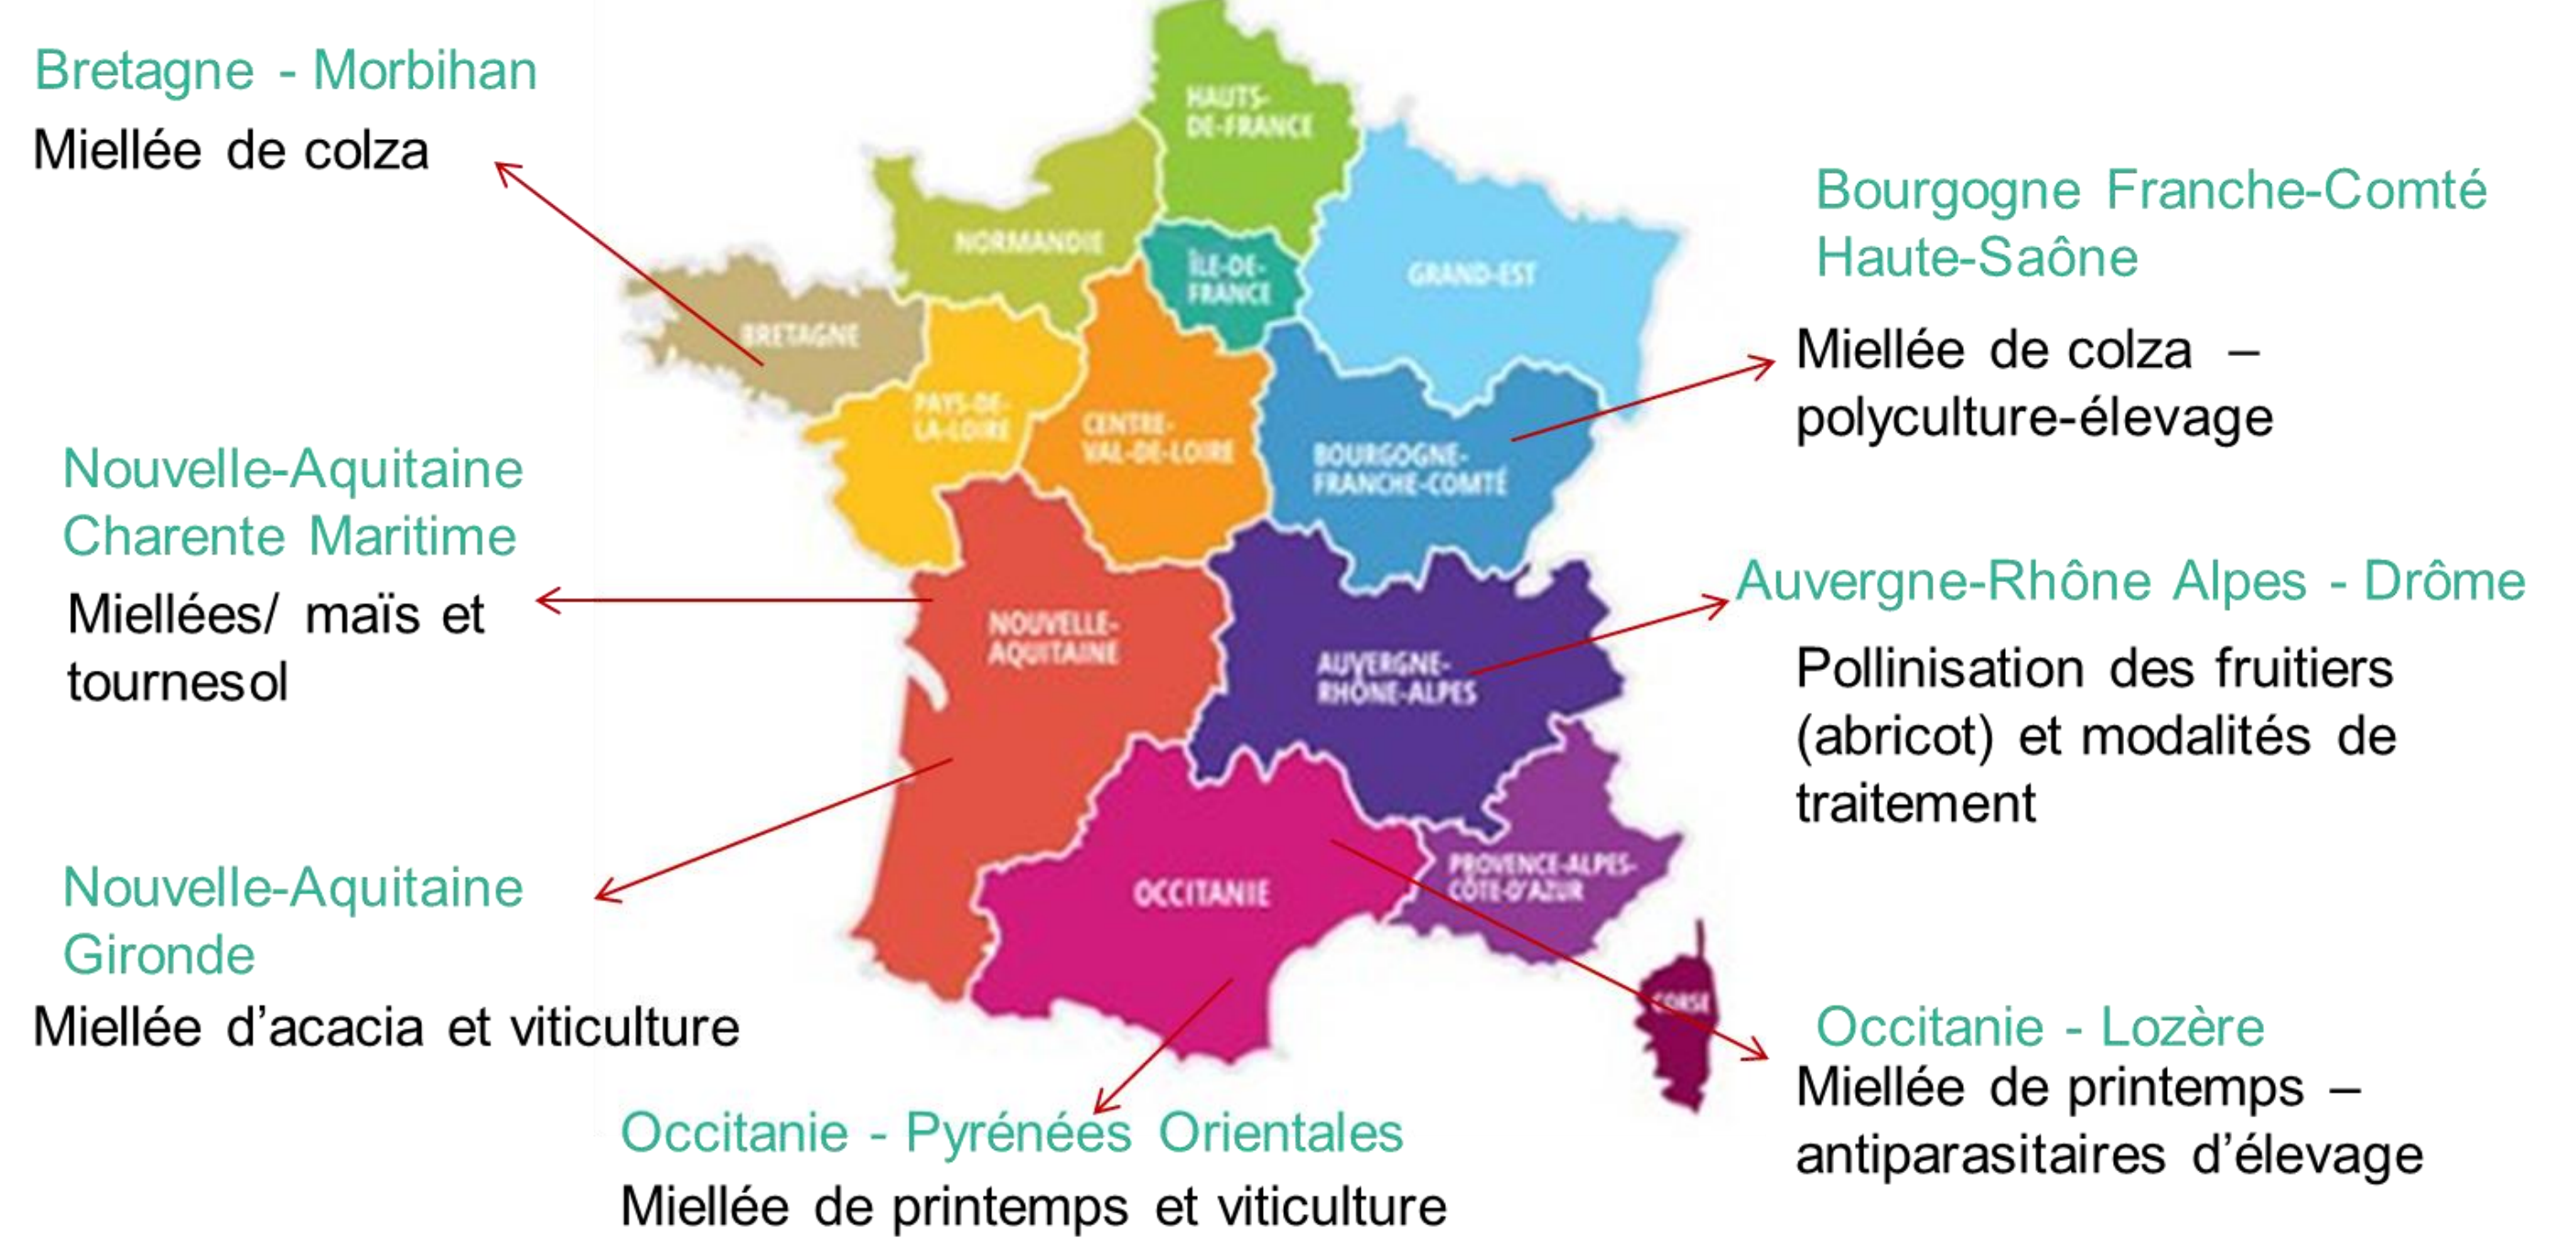 Bretagne - Morbihan
Miellée de colza
Nouvelle-Aquitaine
Charente Maritime
Miellées/ maïs et
tournesol
Nouvelle-Aquitaine
Gironde
Miellée d’acacia et viticulture
HAUTS-
DE-FRANCE
NORMANDIE
ÎLE-DE-
FRANCE
GRAND-EST
BRETAGNE
PAYS-DE-
LA-LOIRE
CENTRE-
VAL-DE-LOIRE
BOURGOGNE-
FRANCHE-COMTÉ
NOUVELLE-
AQUITAINE
AUVERGNE-
RHÔNE-ALPES
OCCITANIE
PROVENCE-ALPES-
CÔTE-D'AZUR
CORSE
Bourgogne Franche-Comté
Haute-Saône
Miellée de colza –
polyculture-élevage
Auvergne-Rhône Alpes - Drôme
Pollinisation des fruitiers
(abricot) et modalités de
traitement
Occitanie - Lozère
Miellée de printemps –
antiparasitaires d’élevage
Occitanie - Pyrénées Orientales
Miellée de printemps et viticulture